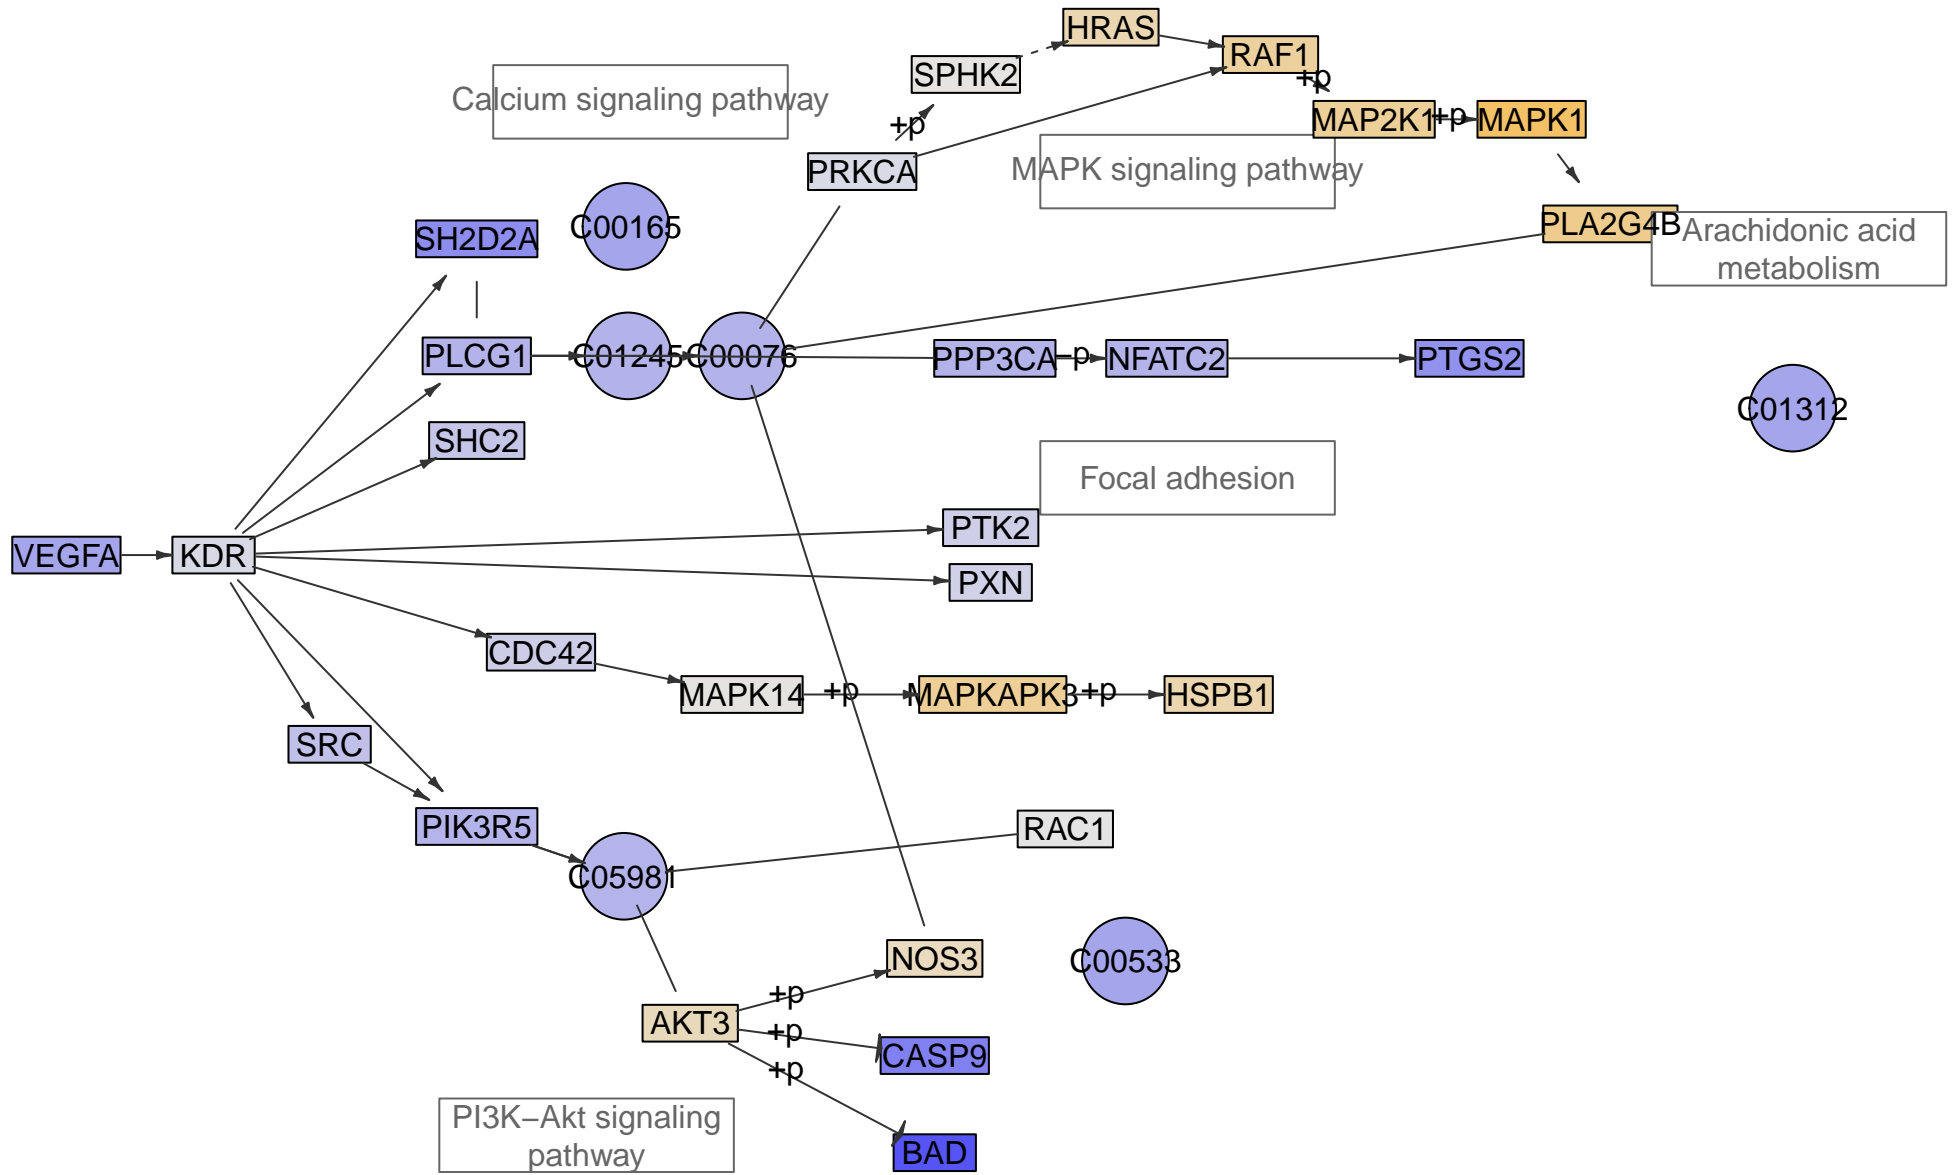 HRAS
RAF1
SPHK2
+p
Calcium signaling pathway
+p
MAP2K1
+p
MAPK1
PRKCA
MAPK signaling pathway
C00165
SH2D2A
PLA2G4B
Arachidonic acid
metabolism
PLCG1
C01245
C00076
PPP3CA
-p
NFATC2
PTGS2
C01312
SHC2
Focal adhesion
PTK2
VEGFA
KDR
PXN
CDC42
MAPK14
+p
MAPKAPK3
+p
HSPB1
SRC
PIK3R5
RAC1
C05981
NOS3
C00533
+p
AKT3
+p
CASP9
+p
PI3K–Akt signaling
pathway
BAD